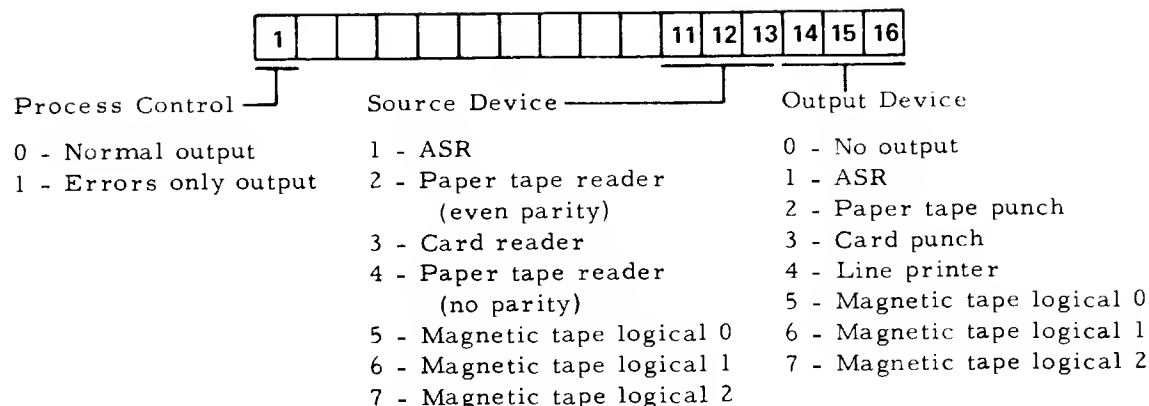 1 11 12 13 14 15 16
Process Control
0 - Normal output
1 - Errors only output
Source Device
1 - ASR
2 - Paper tape reader
(even parity)
3 - Card reader
4 - Paper tape reader
(no parity)
5 - Magnetic tape logical 0
6 - Magnetic tape logical 1
7 - Magnetic tape logical 2
Output Device
0 - No output
1 - ASR
2 - Paper tape punch
3 - Card punch
4 - Line printer
5 - Magnetic tape logical 0
6 - Magnetic tape logical 1
7 - Magnetic tape logical 2